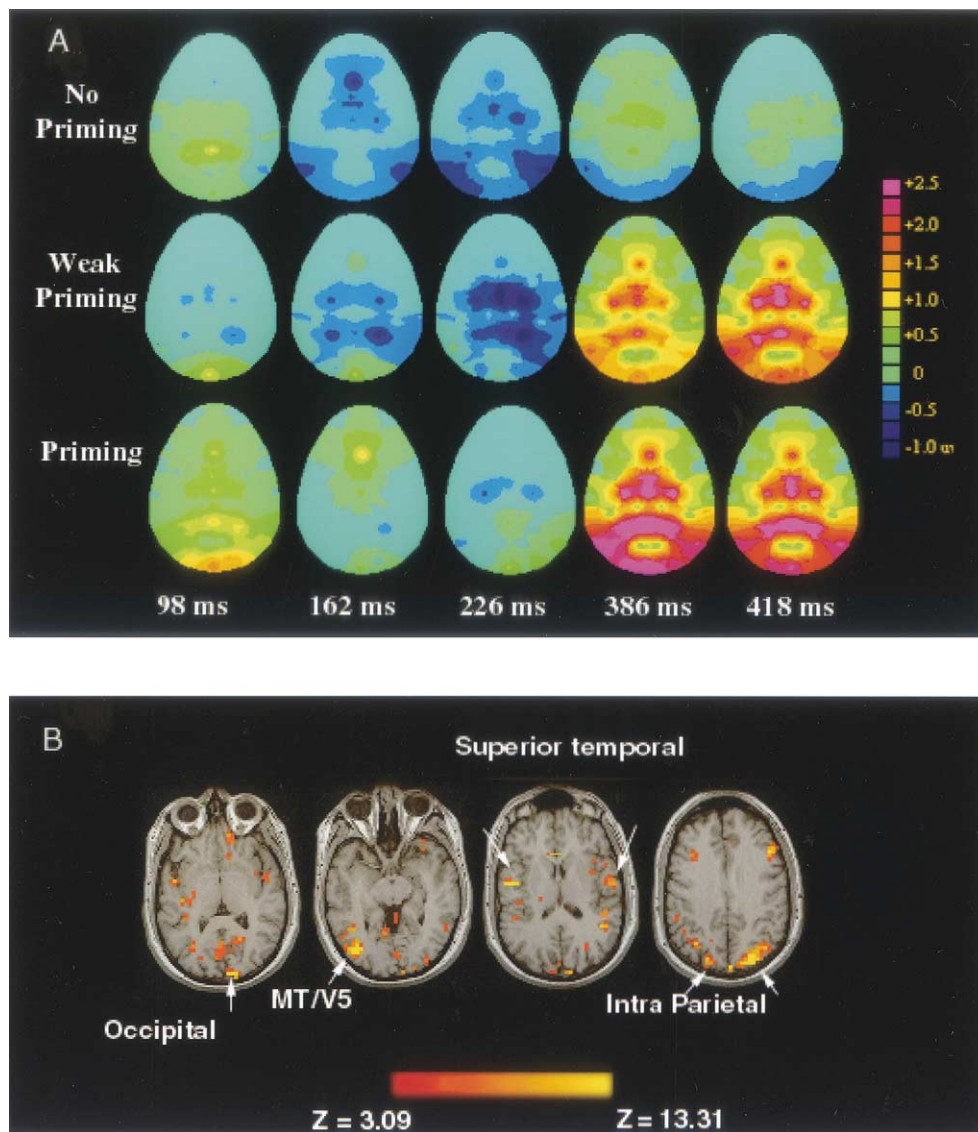 A
No
Priming
Weak
Priming
Priming
98 ms
162 ms
226 ms
386 ms
418 ms
+2.5
+2.0
+1.5
+1.0
+0.5
0
-0.5
-1.0 uv
B
Superior temporal
MT/V5
Occipital
Intra Parietal
Z = 3.09
Z = 13.31